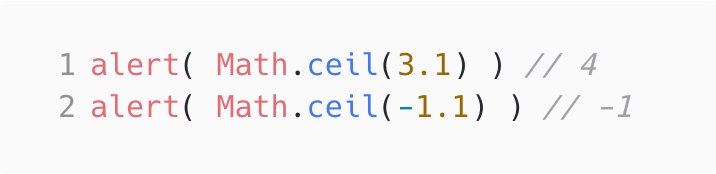 1 alert( Math.ceil(3.1) ) // 4
2 alert( Math.ceil(-1.1) ) // -1